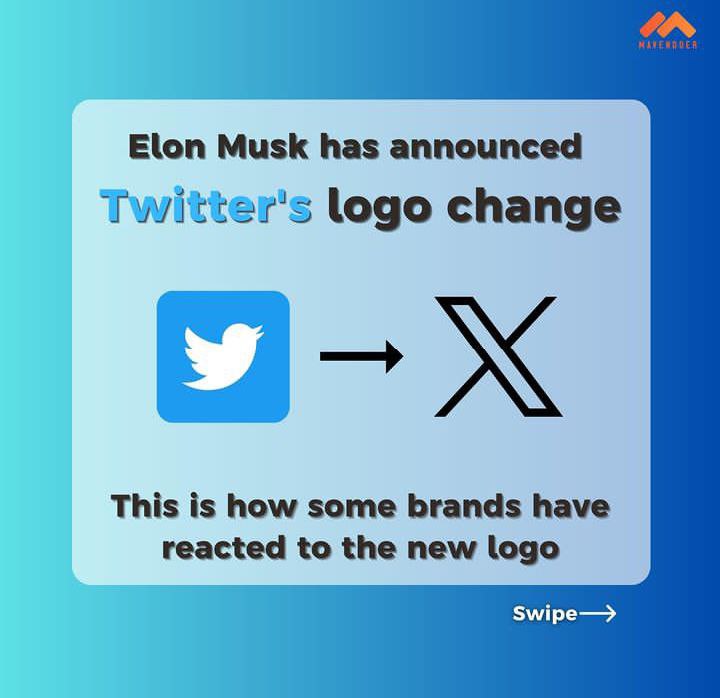 MAVENDOER
Elon Musk has announced
Twitter's logo change
This is how some brands have
reacted to the new logo
Swipe